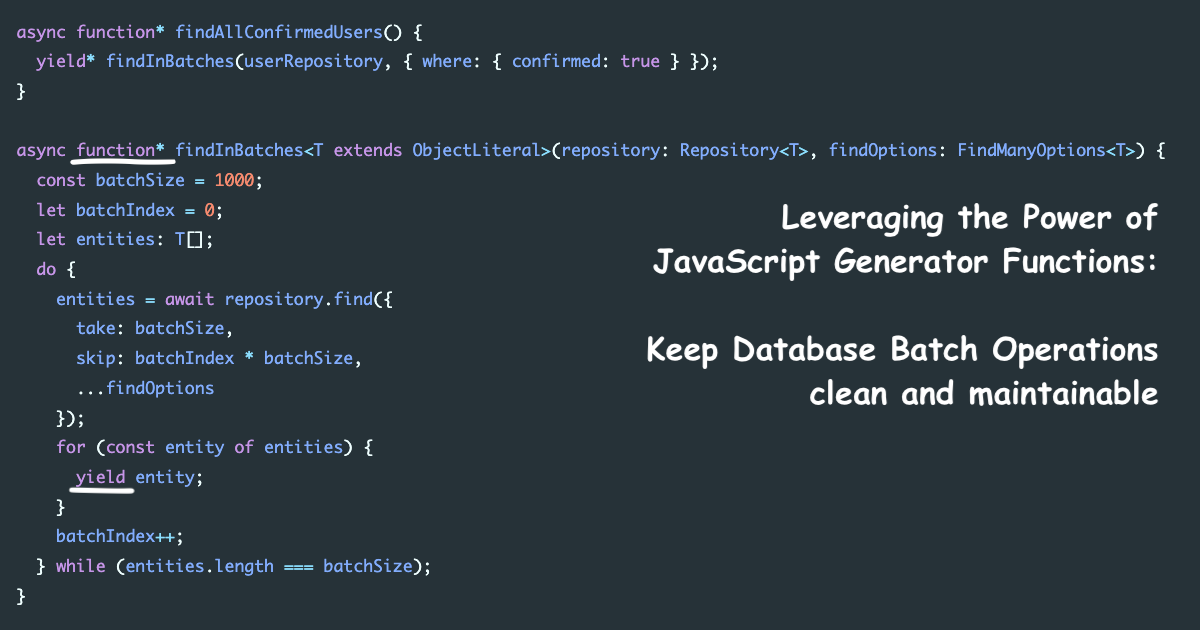 async function* findAllConfirmedUsers() {
  yield* findInBatches(userRepository, { where: { confirmed: true } });
}

async function* findInBatches<T extends ObjectLiteral>(repository: Repository<T>, findOptions: FindManyOptions<T>) {
  const batchSize = 1000;
  let batchIndex = 0;
  let entities: T[];
  do {
    entities = await repository.find({
      take: batchSize,
      skip: batchIndex * batchSize,
      ...findOptions
    });
    for (const entity of entities) {
      yield entity;
    }
    batchIndex++;
  } while (entities.length === batchSize);
}
Leveraging the Power of
JavaScript Generator Functions:
Keep Database Batch Operations
clean and maintainable